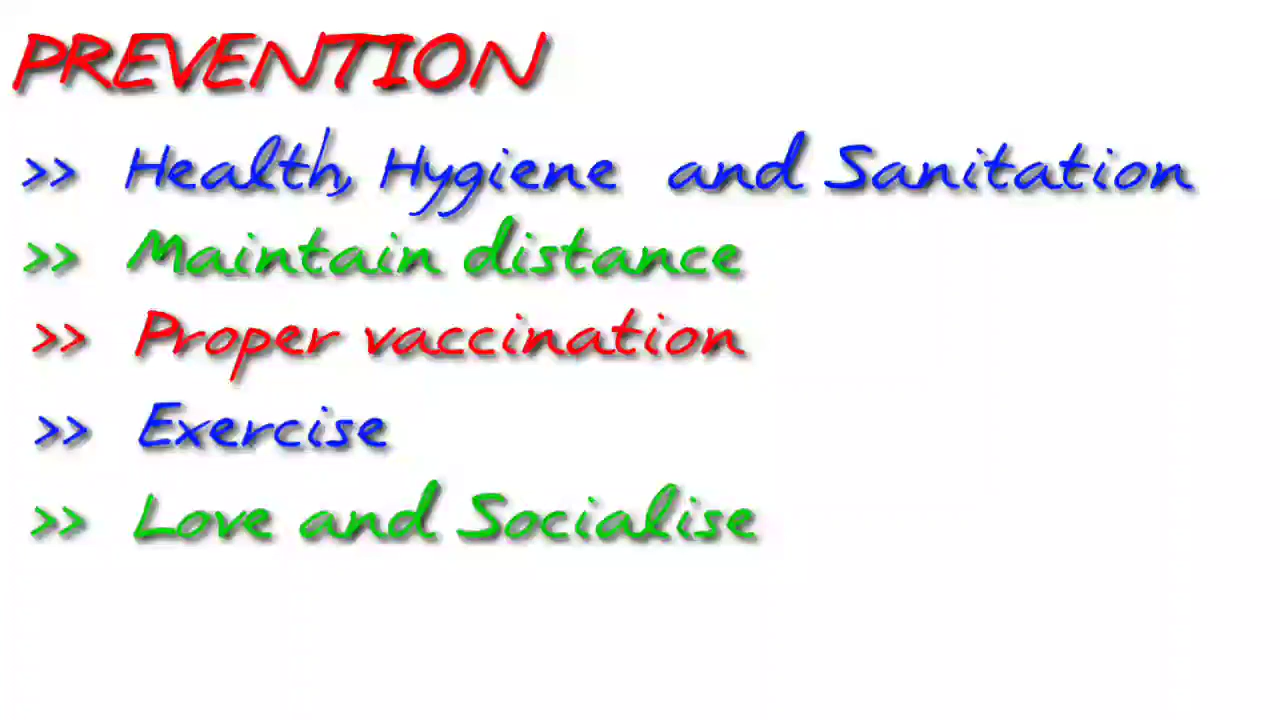 PREVENTION
>> Health, Hygiene and Sanitation
>> Maintain distance
>> Proper vaccination
>> Exercise
>> Love and Socialise